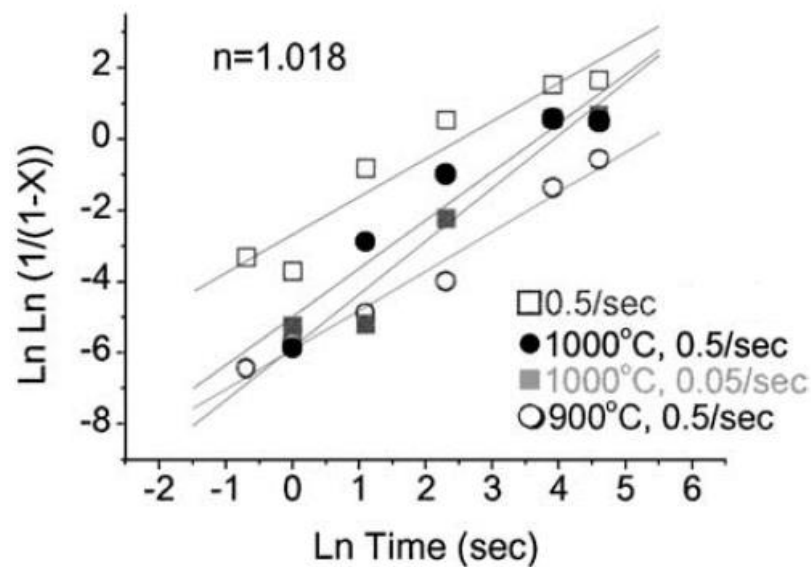 n=1.018
2
0
-2
-4
-6
-8
Ln Ln (1/(1-X))
0.5/sec
1000°C, 0.5/sec
1000°C, 0.05/sec
900°C, 0.5/sec
-2 -1 0 1 2 3 4 5 6
Ln Time (sec)